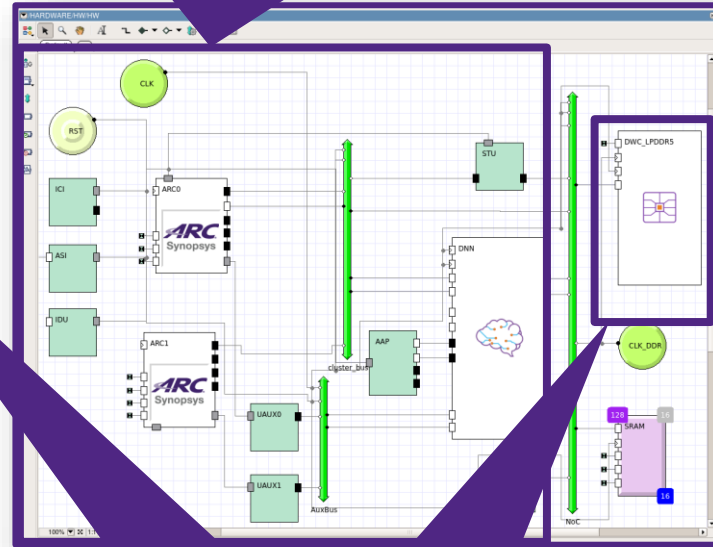 HARDWARE/HW/HW
CLK
RST
STU
DWC_LPDDR5
ICI
ARC0
ARC
Synopsys
DNN
ASI
IDU
ARC1
AAP
CLK_DDR
cluster_bus
ARC
Synopsys
UAUX0
128
16
SRAM
UAUX1
16
AuxBus
NoC
100%